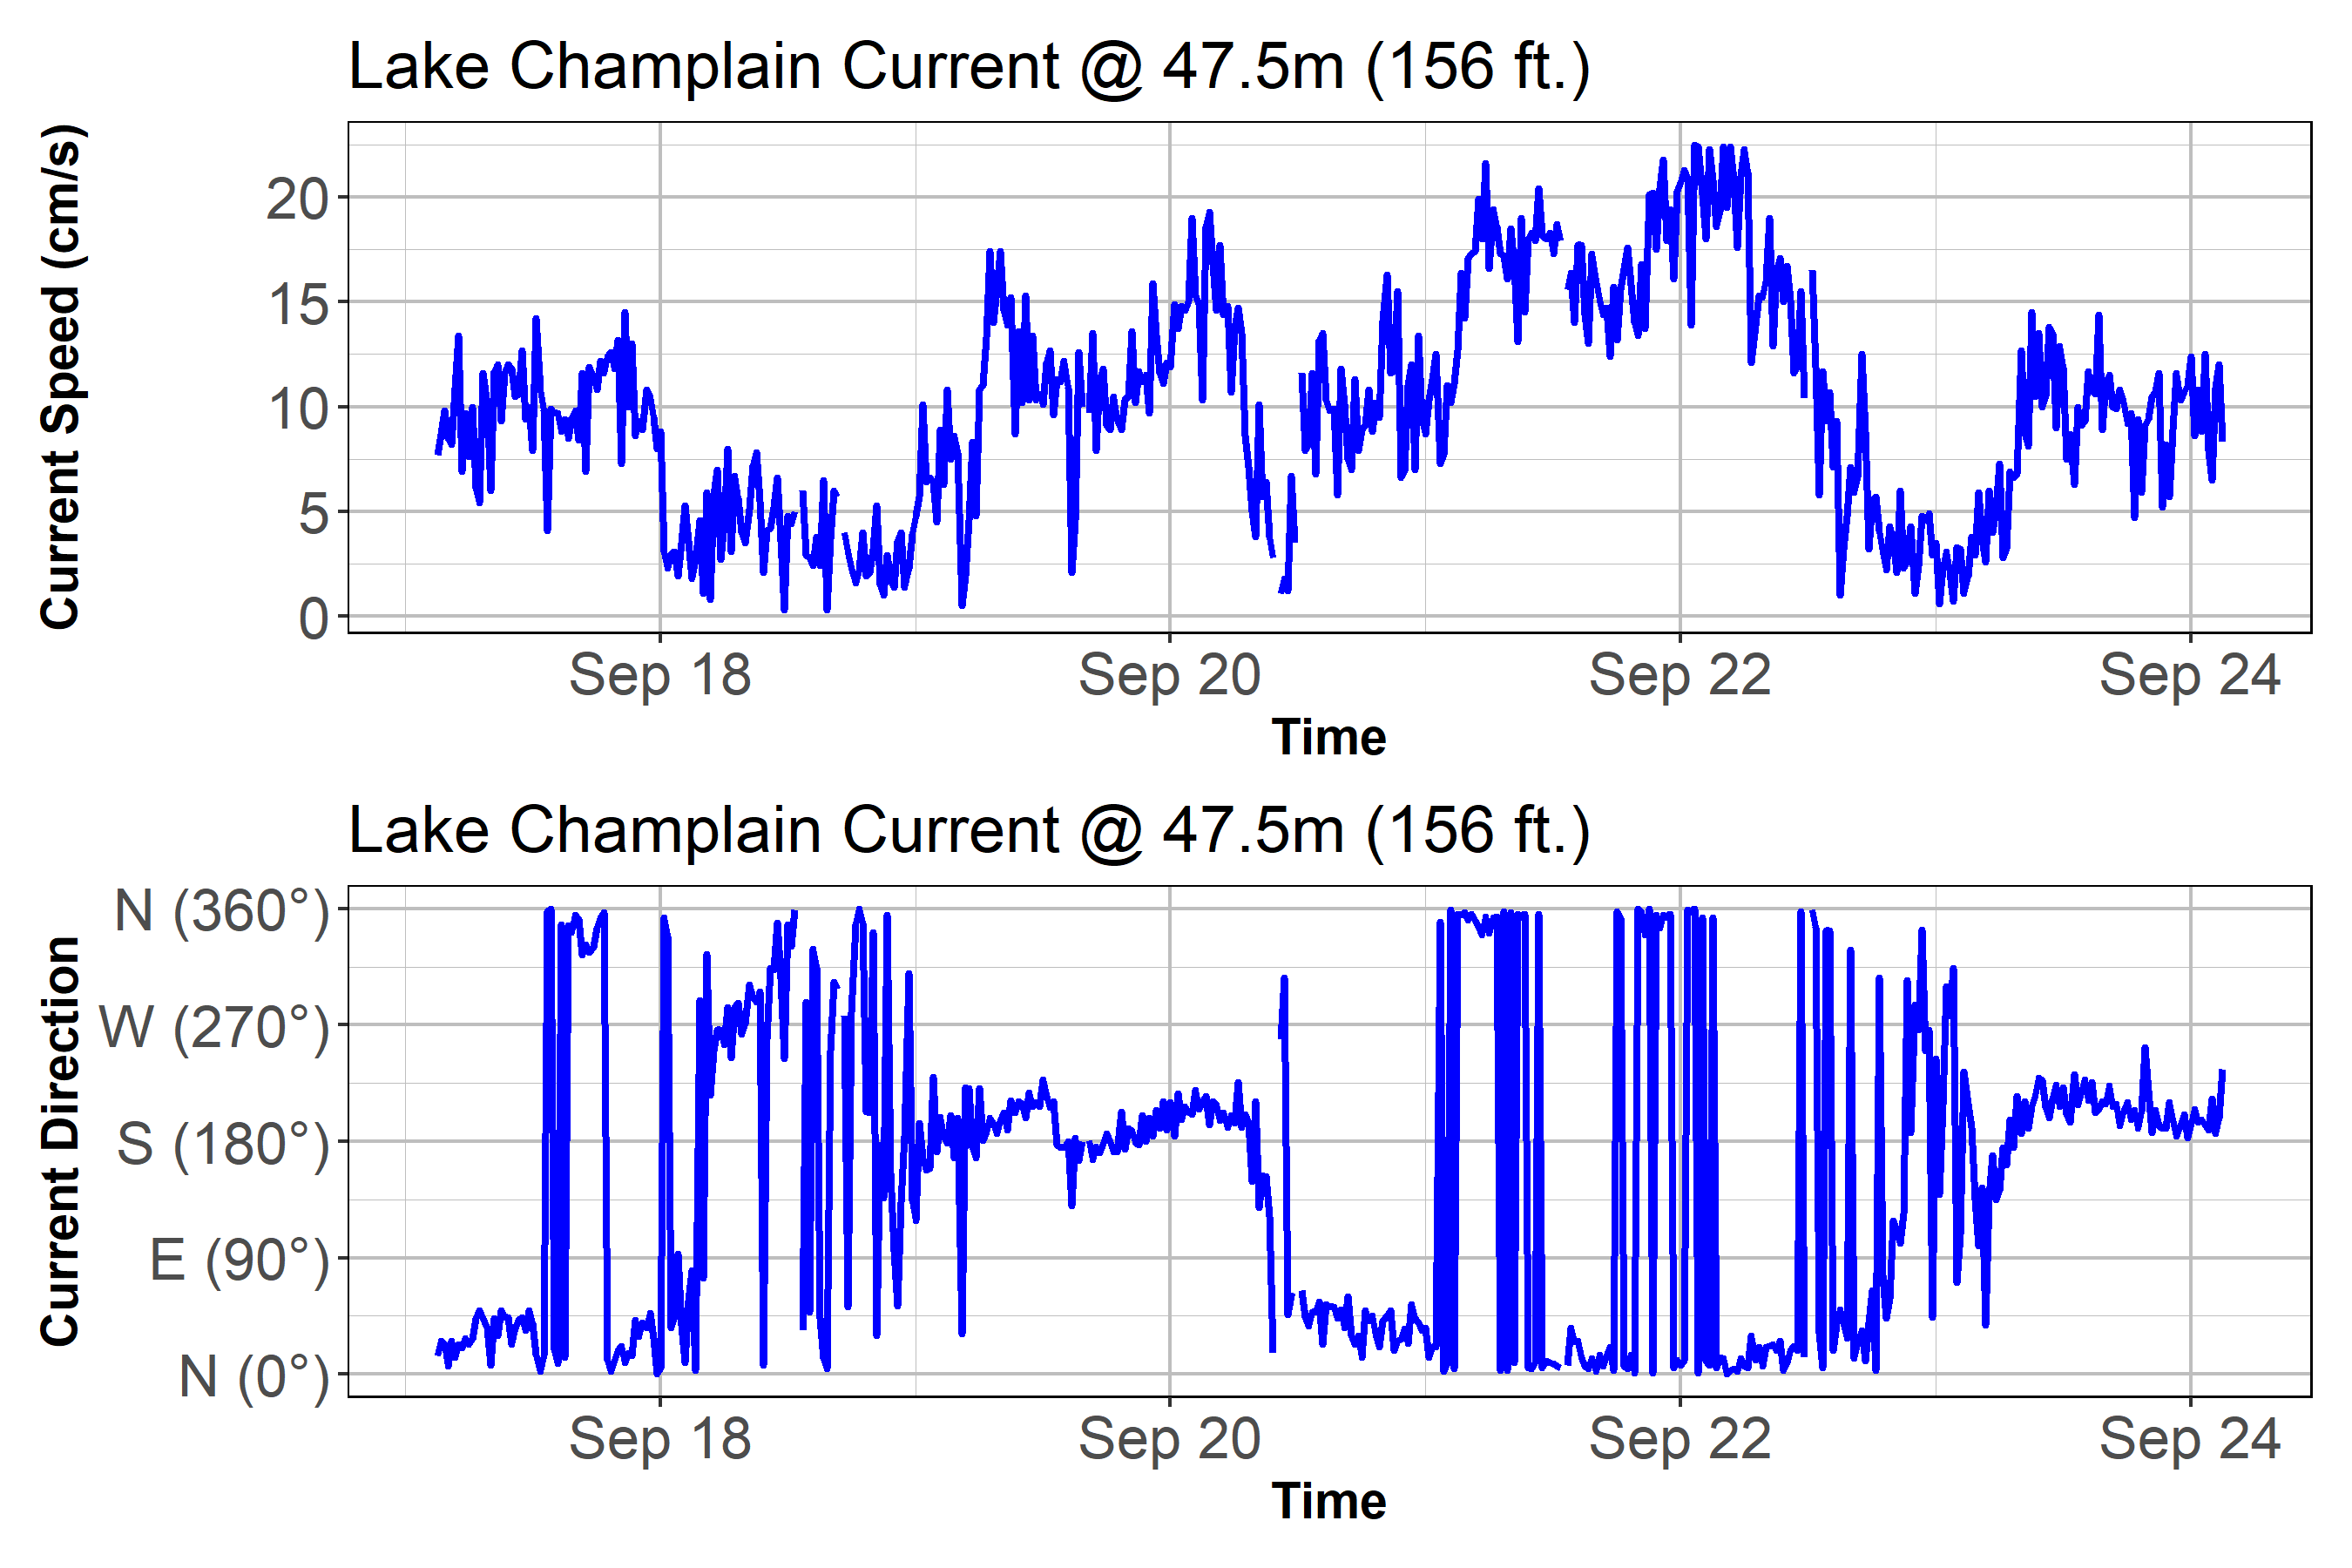 Lake Champlain Current @ 47.5m (156 ft.)
Current Speed (cm/s)
20
15
10
5
0
Sep 18 Sep 20 Sep 22 Sep 24
Time
Lake Champlain Current @ 47.5m (156 ft.)
Current Direction
N (360°)
W (270°)
S (180°)
E (90°)
N (0°)
Sep 18 Sep 20 Sep 22 Sep 24
Time